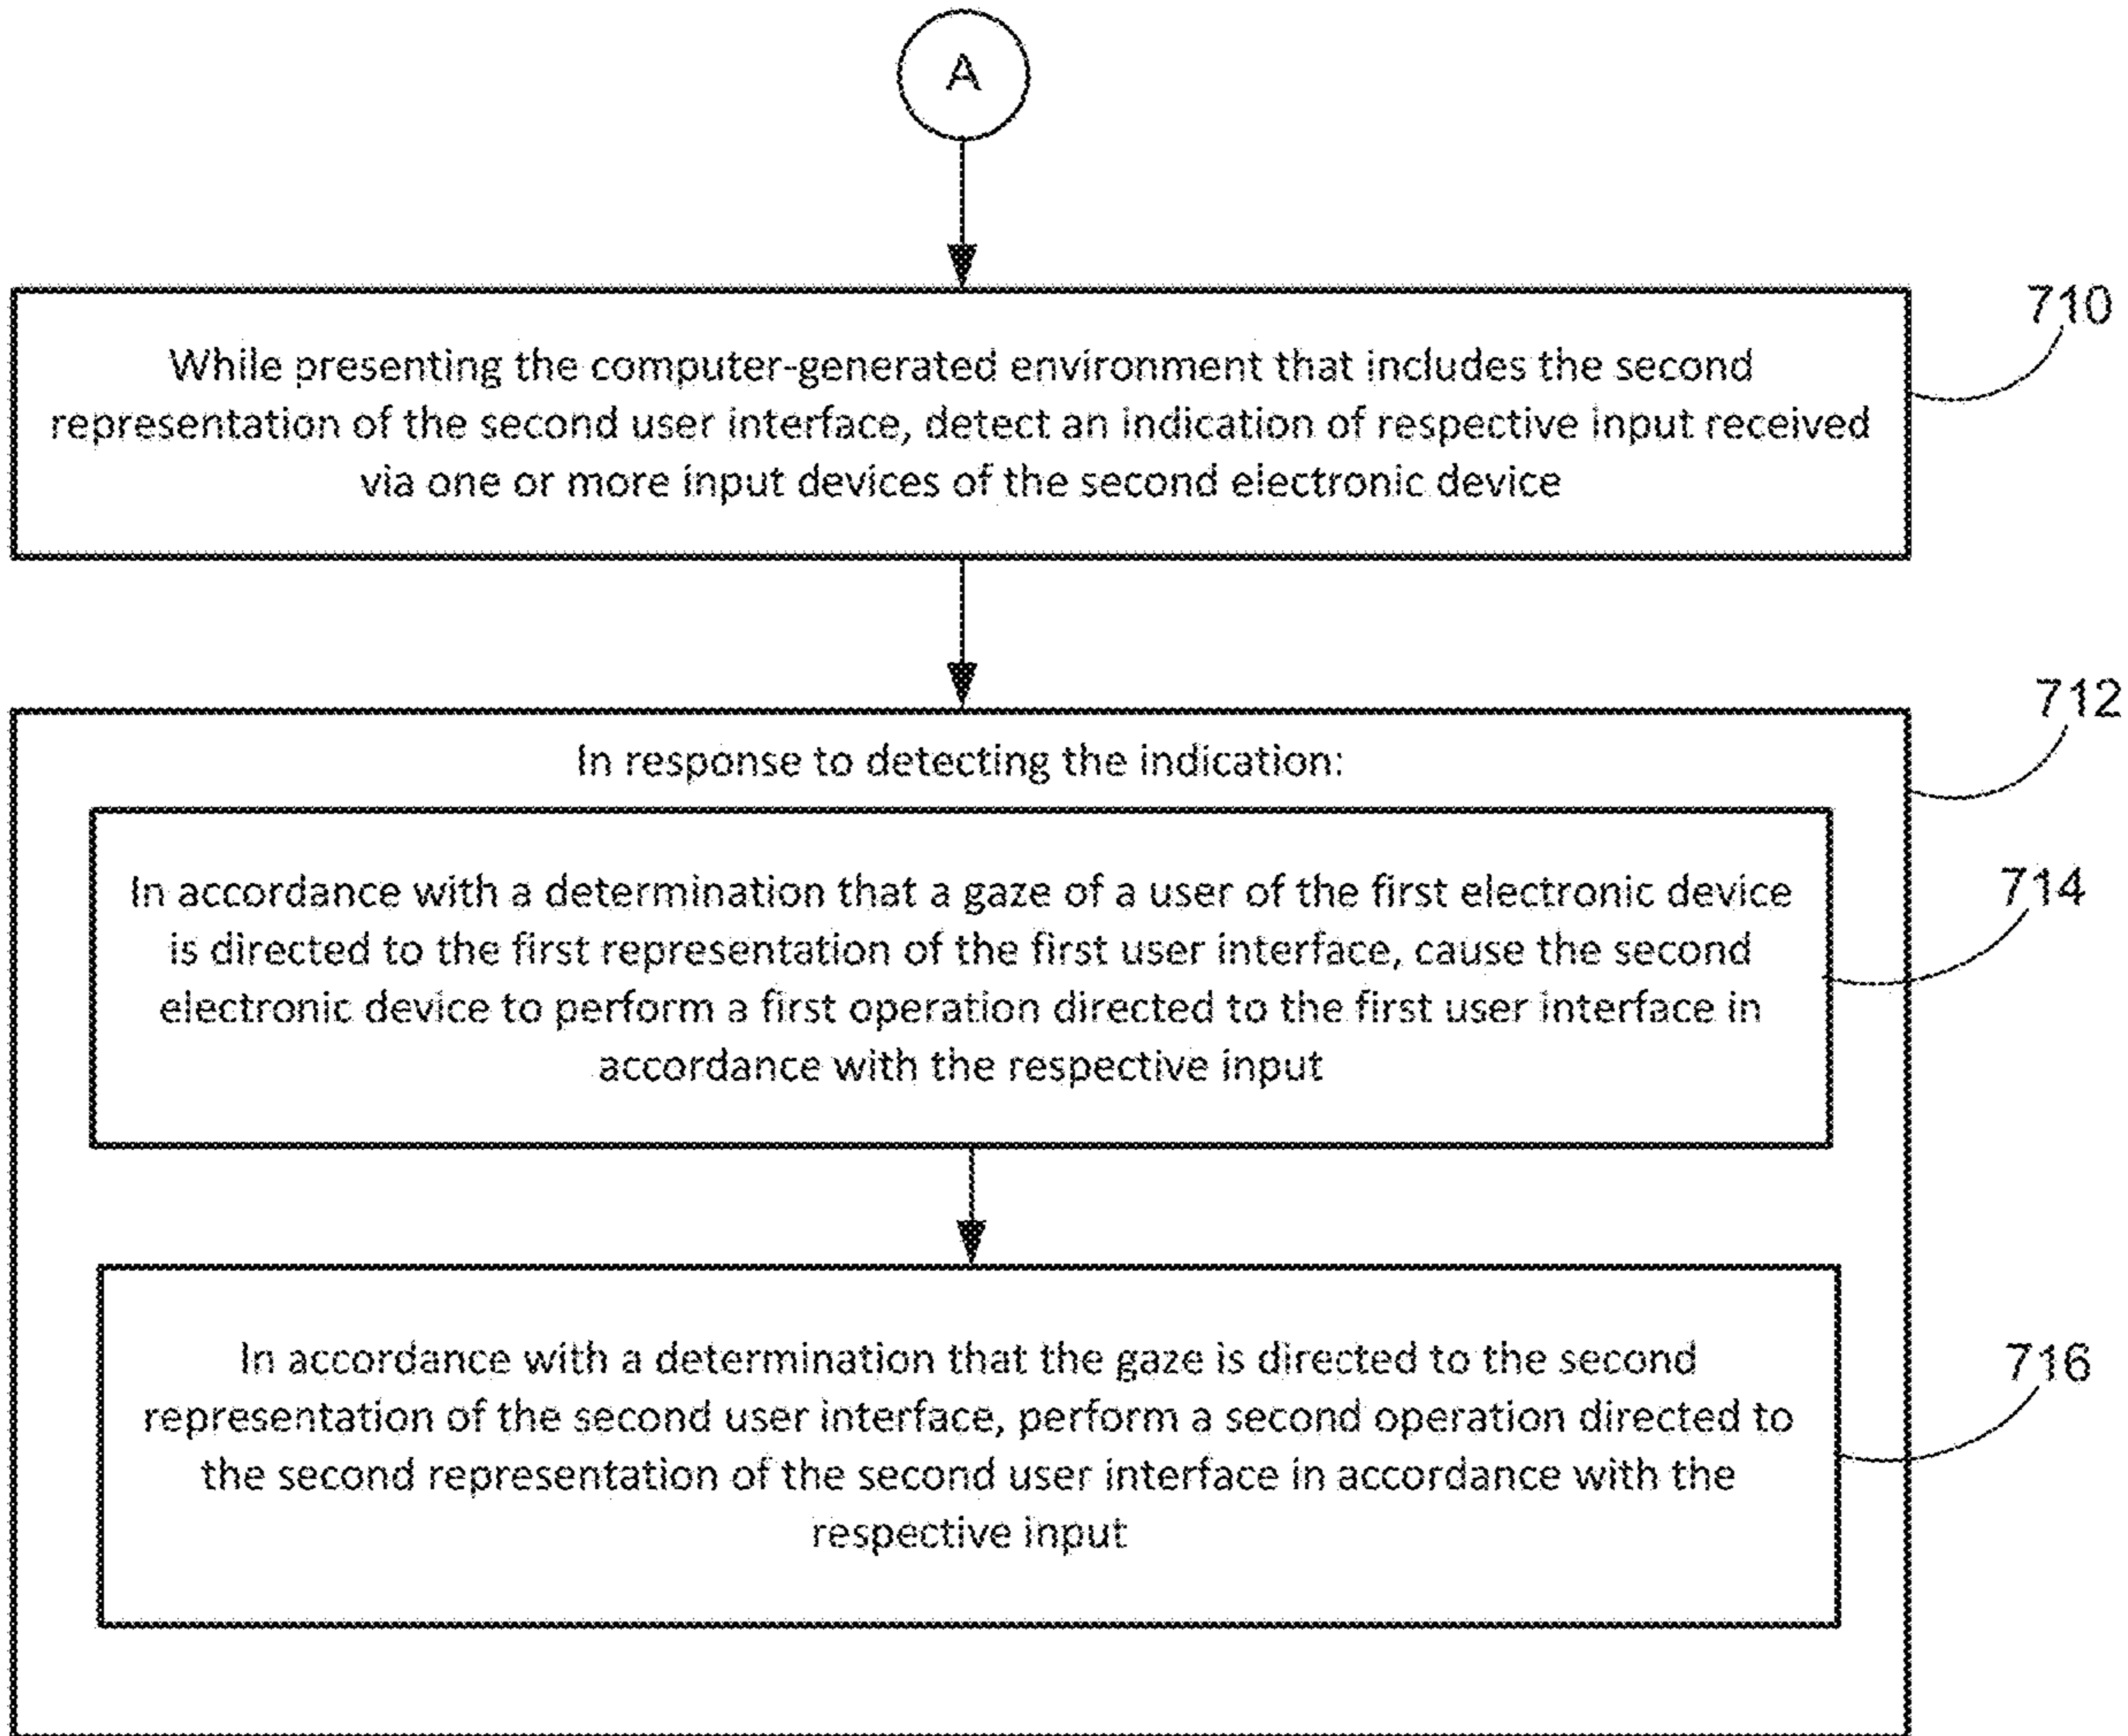 A
710
While presenting the computer-generated environment that includes the second
representation of the second user interface, detect an indication of respective input received
via one or more input devices of the second electronic device
712
In response to detecting the indication:
714
In accordance with a determination that a gaze of a user of the first electronic device
is directed to the first representation of the first user interface, cause the second
electronic device to perform a first operation directed to the first user interface in
accordance with the respective input
716
In accordance with a determination that the gaze is directed to the second
representation of the second user interface, perform a second operation directed to
the second representation of the second user interface in accordance with the
respective input